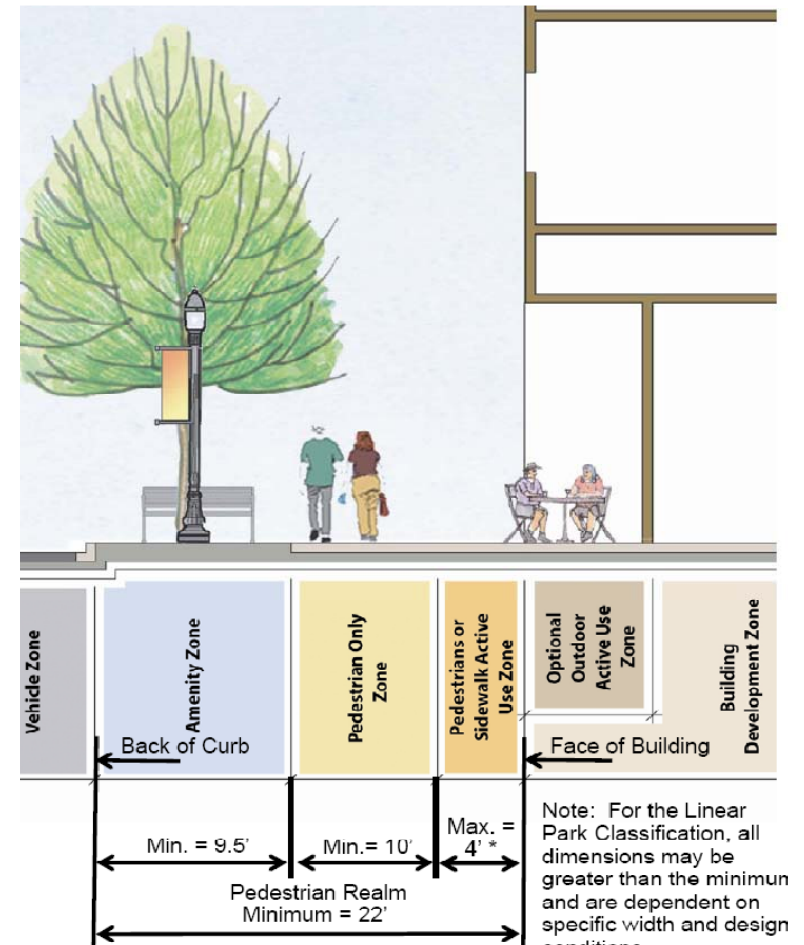 Vehicle Zone
Amenity Zone
Pedestrian Only
Zone
Pedestrians or
Sidewalk Active
Use Zone
Optional
Outdoor
Active Use
Zone
Building
Development Zone
Back of Curb
Face of Building
Min. = 9.5'
Min.= 10'
Max. =
4' *
Pedestrian Realm
Minimum = 22'
Note: For the Linear
Park Classification, all
dimensions may be
greater than the minimum
and are dependent on
specific width and design